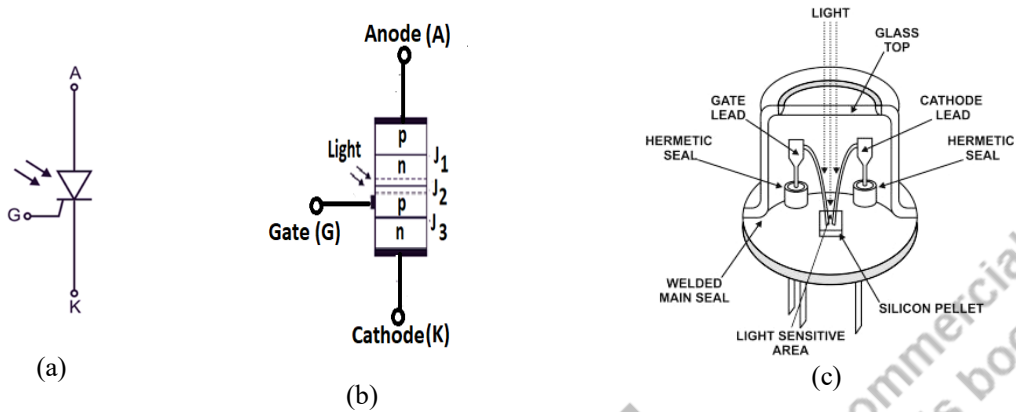 A
G
K
(a)
Anode (A)
p
n
J1
Light
J2
p
Gate (G)
J3
n
Cathode(K)
(b)
LIGHT
GLASS
TOP
GATE
LEAD
CATHODE
LEAD
HERMETIC
SEAL
HERMETIC
SEAL
WELDED
MAIN SEAL
SILICON PELLET
LIGHT SENSITIVE
AREA
(c)